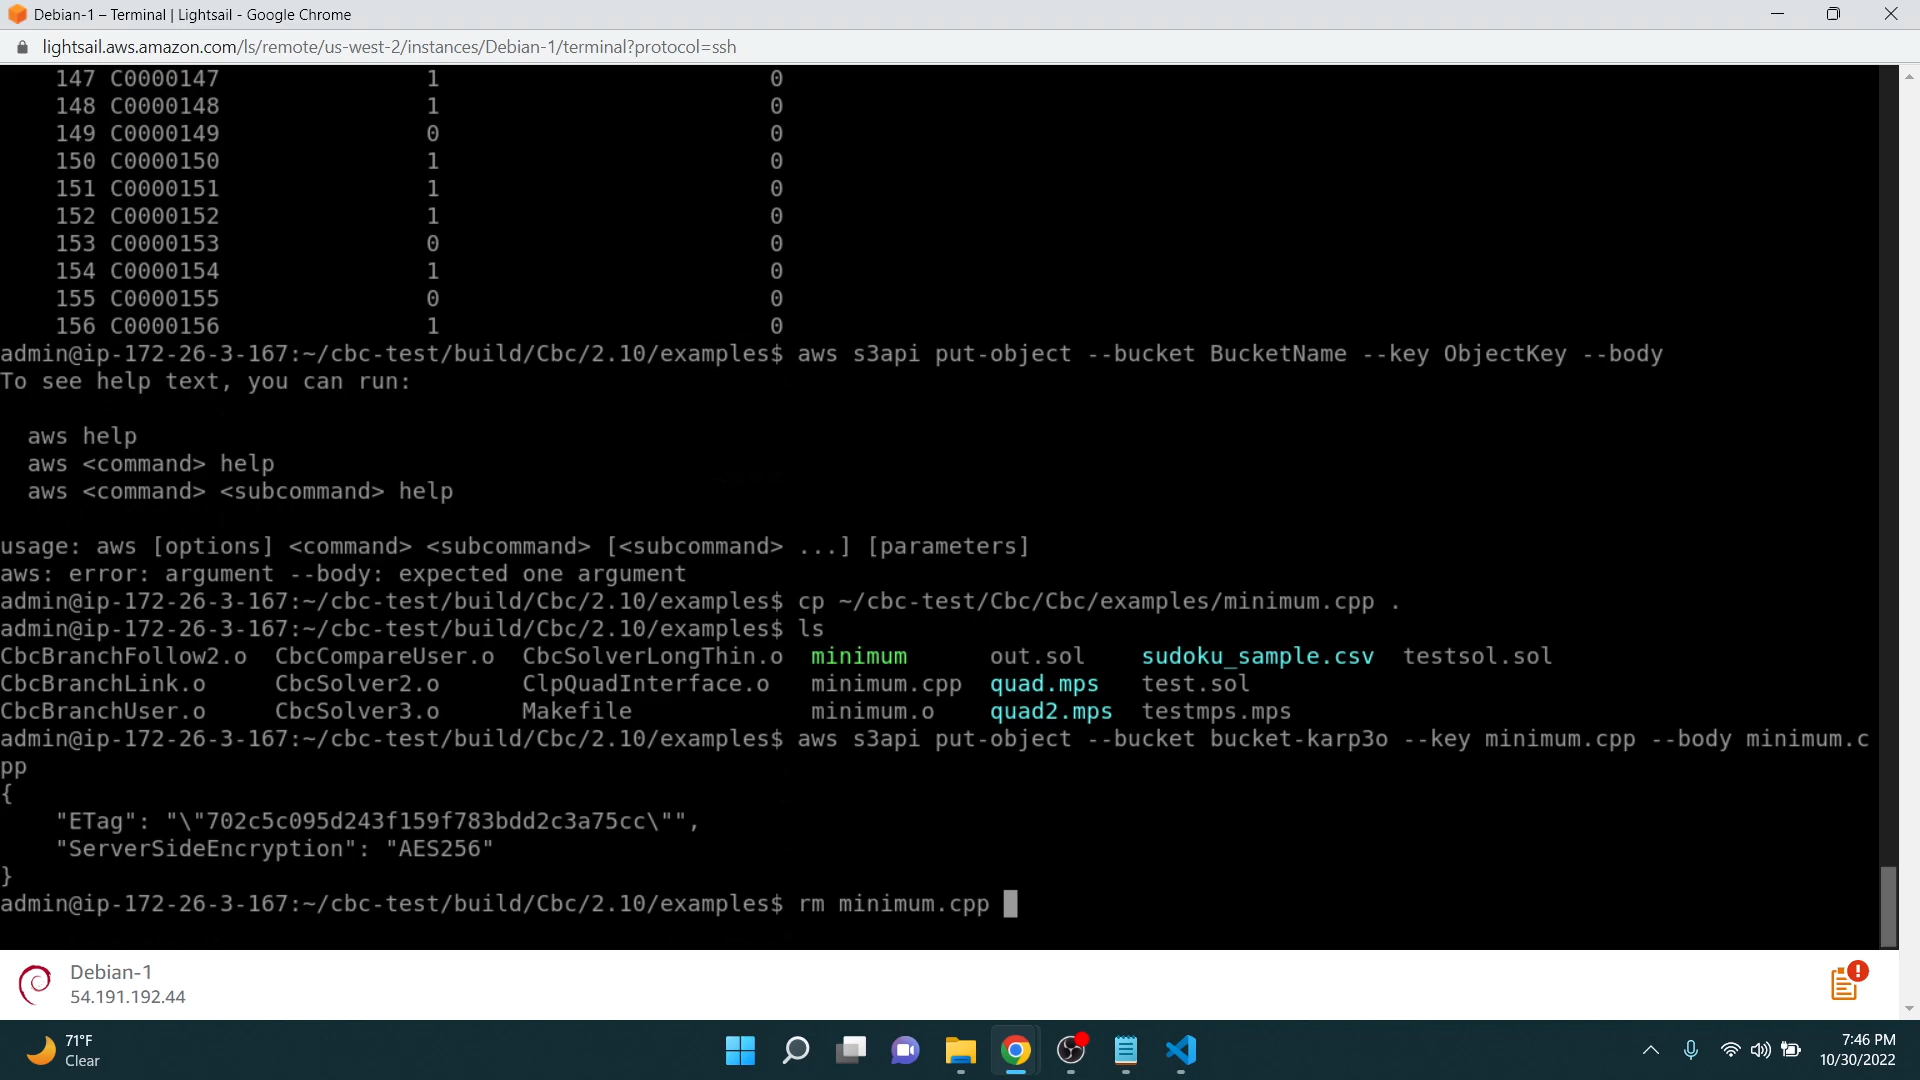 Debian-1 – Terminal | Lightsail - Google Chrome
lightsail.aws.amazon.com/ls/remote/us-west-2/instances/Debian-1/terminal?protocol=ssh
147 C0000147 1 0
148 C0000148 1 0
149 C0000149 0 0
150 C0000150 1 0
151 C0000151 1 0
152 C0000152 1 0
153 C0000153 0 0
154 C0000154 1 0
155 C0000155 0 0
156 C0000156 1 0
admin@ip-172-26-3-167:~/cbc-test/build/Cbc/2.10/examples$ aws s3api put-object --bucket BucketName --key ObjectKey --body
To see help text, you can run:
aws help
aws <command> help
aws <command> <subcommand> help
usage: aws [options] <command> <subcommand> [<subcommand> ...] [parameters]
aws: error: argument --body: expected one argument
admin@ip-172-26-3-167:~/cbc-test/build/Cbc/2.10/examples$ cp ~/cbc-test/Cbc/Cbc/examples/minimum.cpp .
admin@ip-172-26-3-167:~/cbc-test/build/Cbc/2.10/examples$ ls
CbcBranchFollow2.o CbcCompareUser.o CbcSolverLongThin.o minimum out.sol sudoku_sample.csv testsol.sol
CbcBranchLink.o CbcSolver2.o ClpQuadInterface.o minimum.cpp quad.mps test.sol
CbcBranchUser.o CbcSolver3.o Makefile minimum.o quad2.mps testmps.mps
admin@ip-172-26-3-167:~/cbc-test/build/Cbc/2.10/examples$ aws s3api put-object --bucket bucket-karp3o --key minimum.cpp --body minimum.c
pp
{
"ETag": "\"702c5c095d243f159f783bdd2c3a75cc\"",
"ServerSideEncryption": "AES256"
}
admin@ip-172-26-3-167:~/cbc-test/build/Cbc/2.10/examples$ rm minimum.cpp
Debian-1
54.191.192.44
71°F
Clear
7:46 PM
10/30/2022